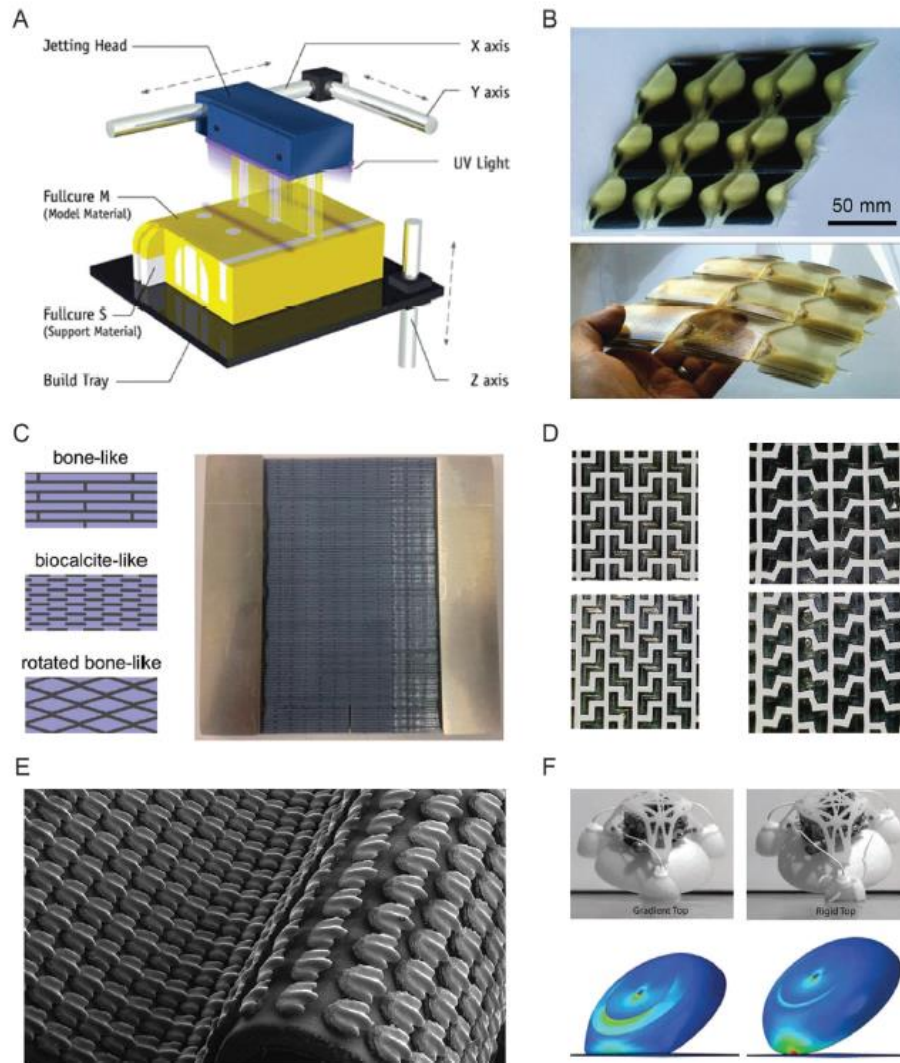 A
Jetting Head
X axis
Y axis
UV Light
Fullcure M
(Model Material)
Fullcure S
(Support Material)
Build Tray
Z axis
B
50 mm
C
bone-like
biocalcite-like
rotated bone-like
D
E
F
Gradient Top
Rigid Top